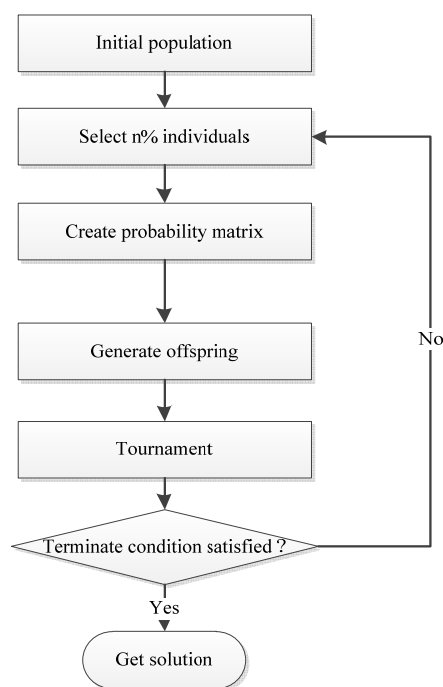 Initial population
Select n% individuals
Create probability matrix
Generate offspring
No
Tournament
Terminate condition satisfied？
Yes
Get solution